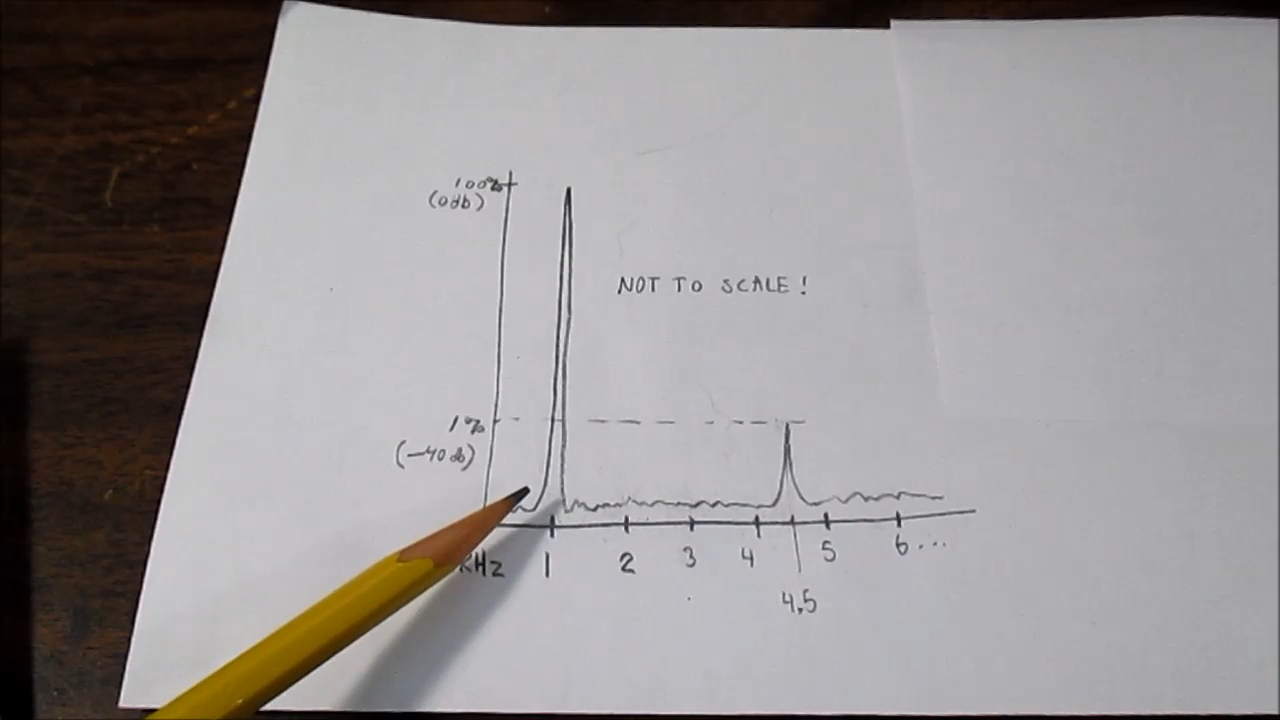 100%
(0db)
NOT TO SCALE!
1%
(-40db)
KHz 1 2 3 4 5 6...
4,5